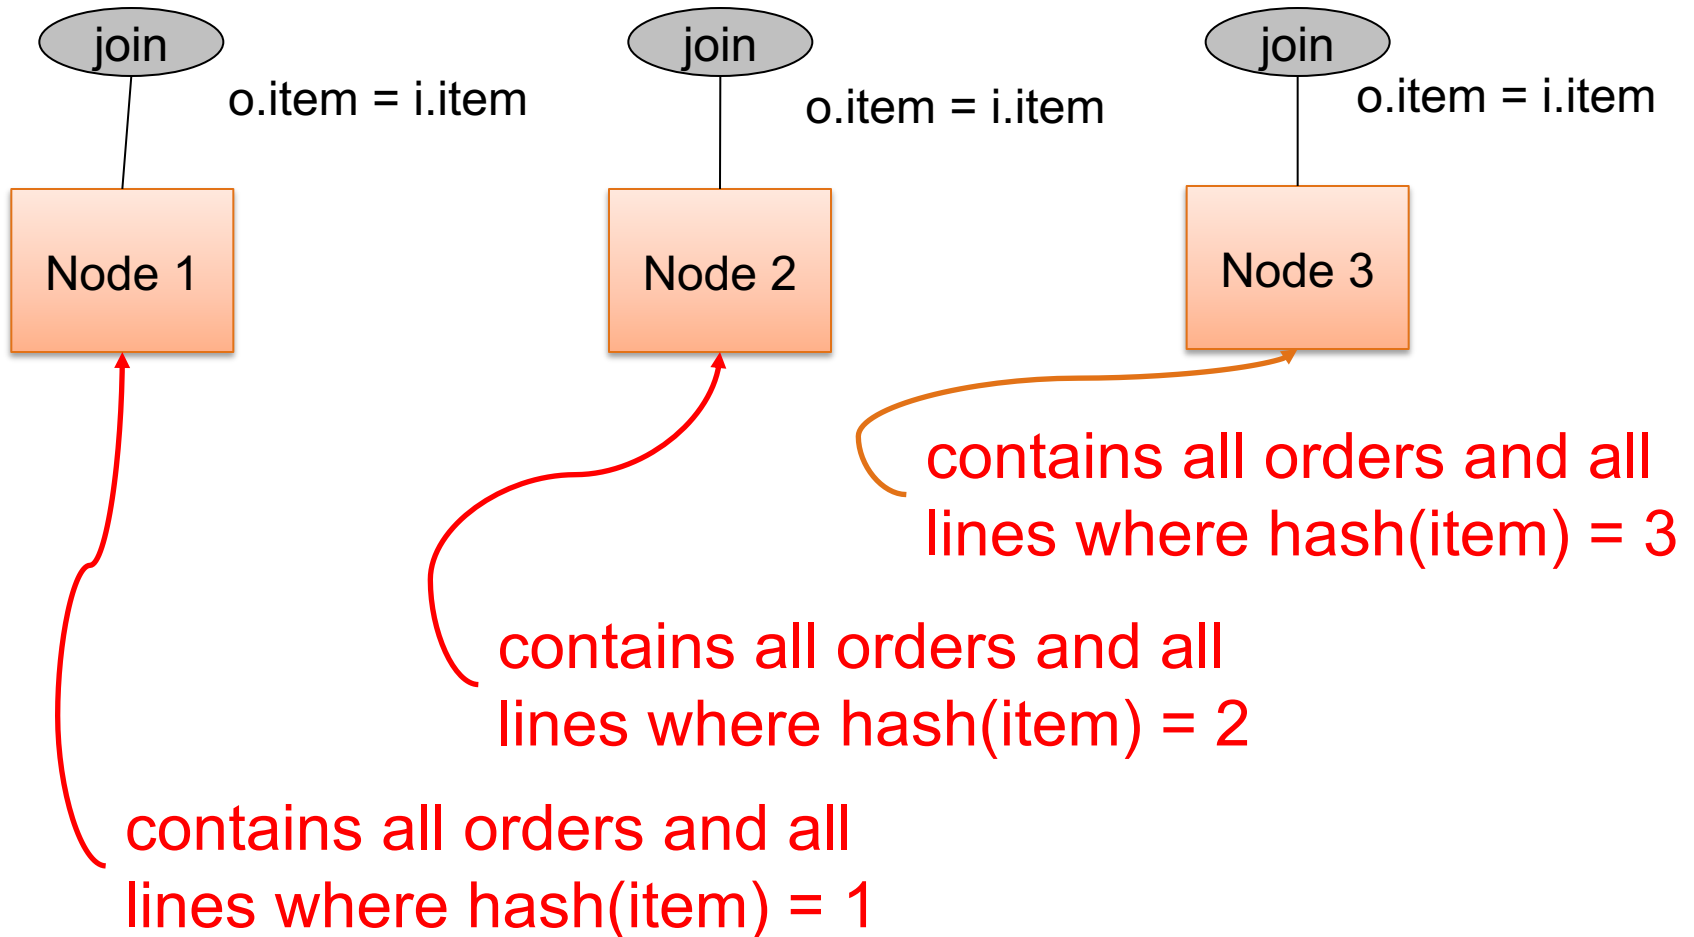 join
join
join
o.item = i.item
o.item = i.item
o.item = i.item
Node 1
Node 2
Node 3
contains all orders and all
lines where hash(item) = 3
contains all orders and all
lines where hash(item) = 2
contains all orders and all
lines where hash(item) = 1